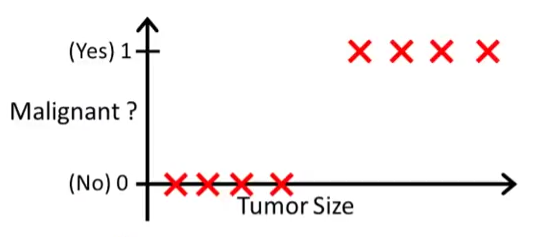 (Yes) 1
Malignant ?
(No) 0
Tumor Size